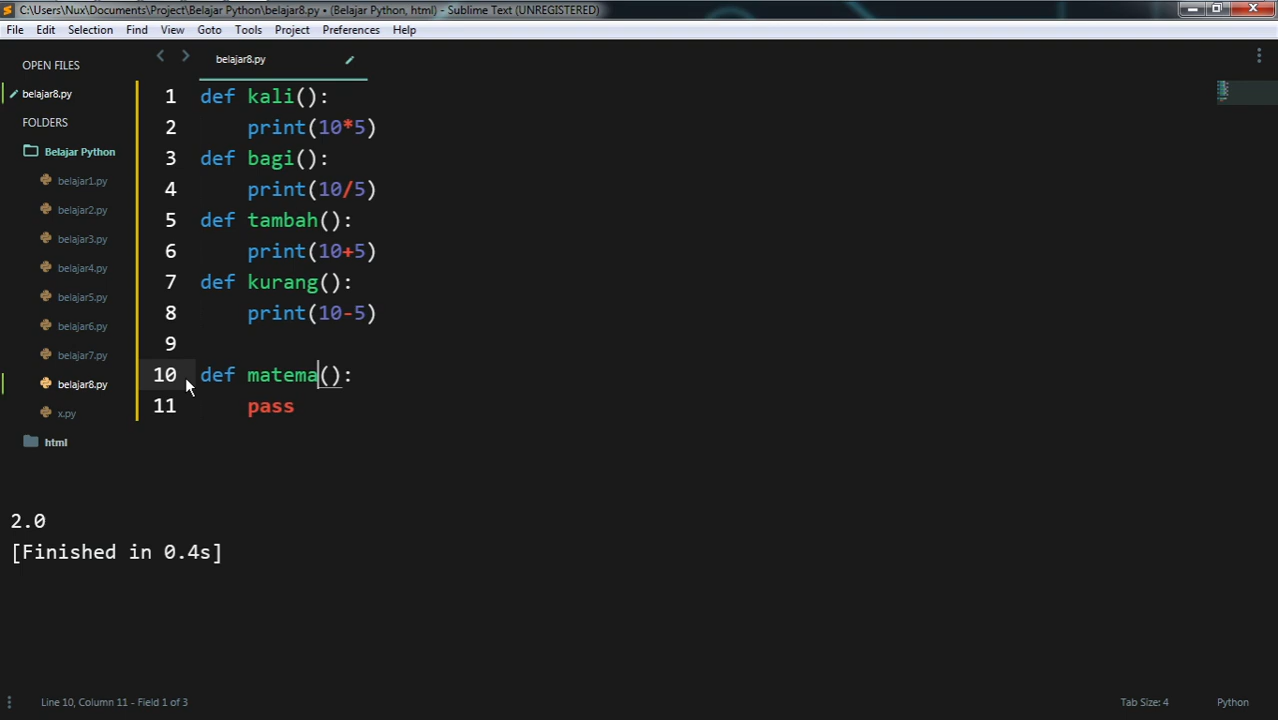 C:\Users\Nux\Documents\Project\Belajar Python\belajar8.py • (Belajar Python, html) - Sublime Text (UNREGISTERED)
File Edit Selection Find View Goto Tools Project Preferences Help
OPEN FILES
belajar8.py
FOLDERS
Belajar Python
belajar1.py
belajar2.py
belajar3.py
belajar4.py
belajar5.py
belajar6.py
belajar7.py
belajar8.py
x.py
html
belajar8.py
1 def kali():
2     print(10*5)
3 def bagi():
4     print(10/5)
5 def tambah():
6     print(10+5)
7 def kurang():
8     print(10-5)
9
10 def matema():
11     pass
2.0
[Finished in 0.4s]
Line 10, Column 11 - Field 1 of 3
Tab Size: 4
Python